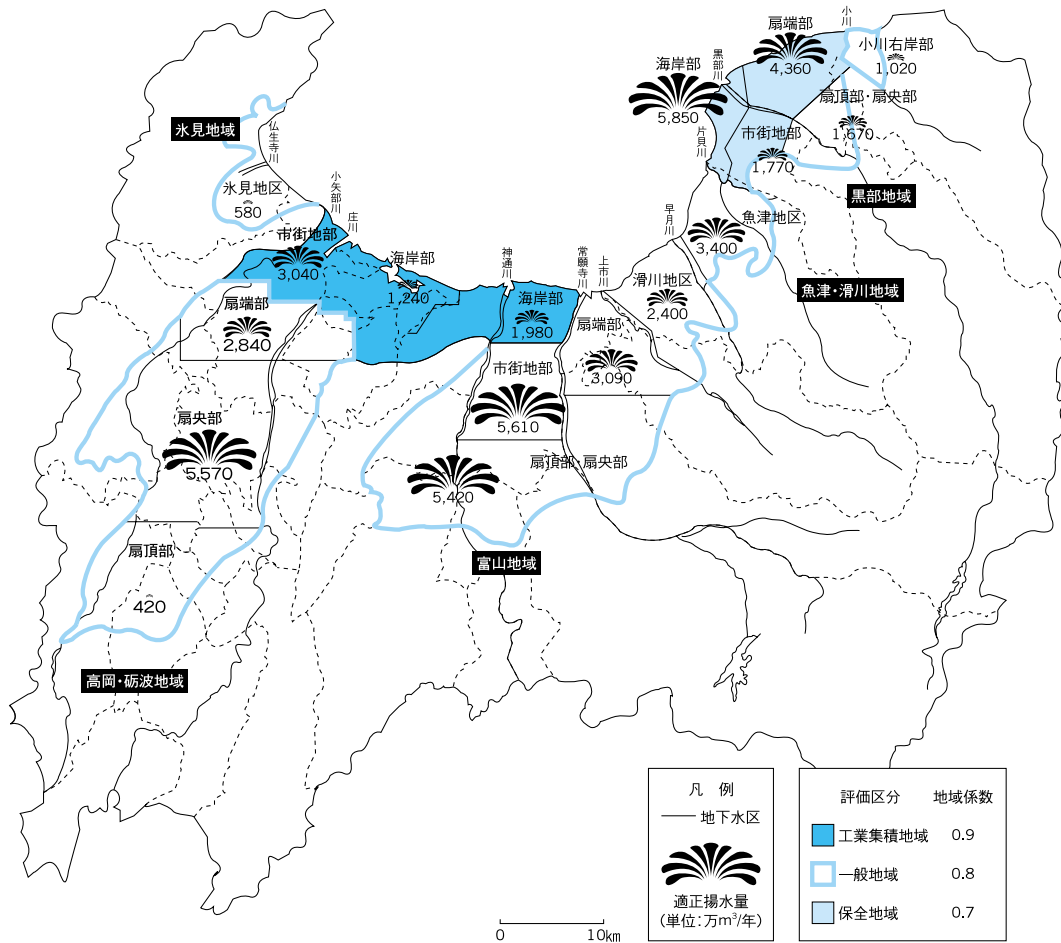 小川
扇端部
4,360
小川右岸部
1,020
海岸部
5,850
黒部川
扇頂部・扇央部
1,670
市街地部
1,770
片貝川
黒部地域
氷見地域
仏生寺川
氷見地区
580
小矢部川
庄川
市街地部
3,040
海岸部
1,240
神通川
海岸部
1,980
常願寺川
上市川
早月川
魚津地区
3,400
滑川地区
2,400
魚津・滑川地域
扇端部
2,840
扇端部
3,090
市街地部
5,610
扇央部
5,570
扇頂部・扇央部
5,420
扇頂部
420
富山地域
高岡・砺波地域
凡 例
地下水区
適正揚水量
(単位:万m³/年)
評価区分 地域係数
工業集積地域 0.9
一般地域 0.8
保全地域 0.7
0 10km